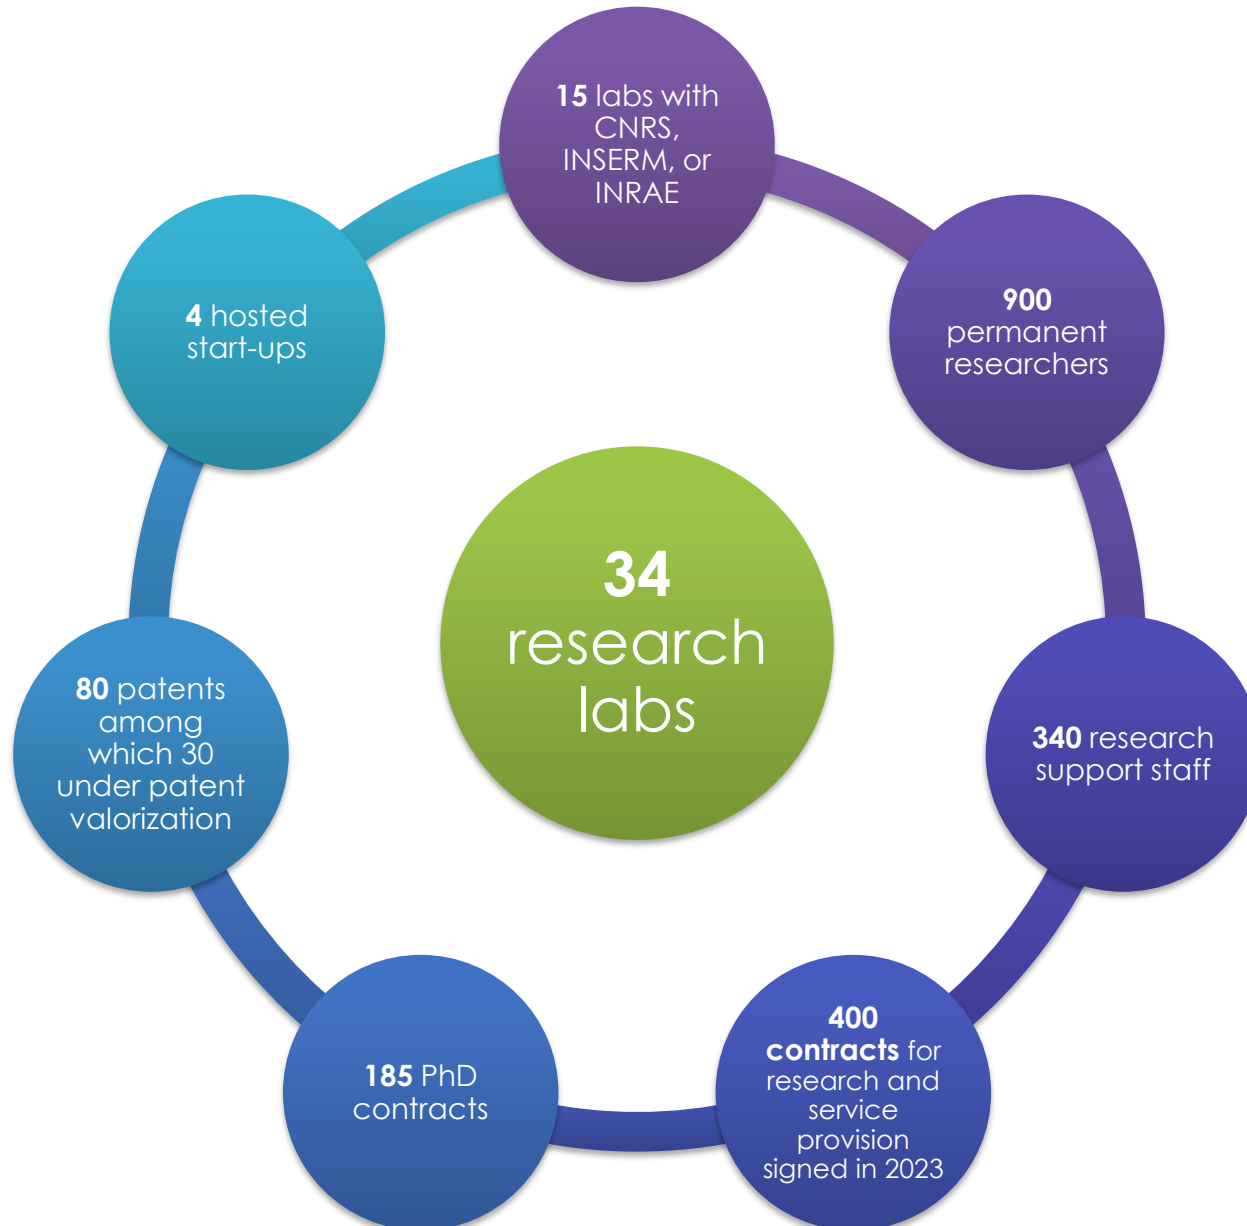 15 labs with
CNRS,
INSERM, or
INRAE
900
permanent
researchers
340 research
support staff
400
contracts for
research and
service
provision
signed in 2023
185 PhD
contracts
80 patents
among
which 30
under patent
valorization
4 hosted
start-ups
34
research
labs